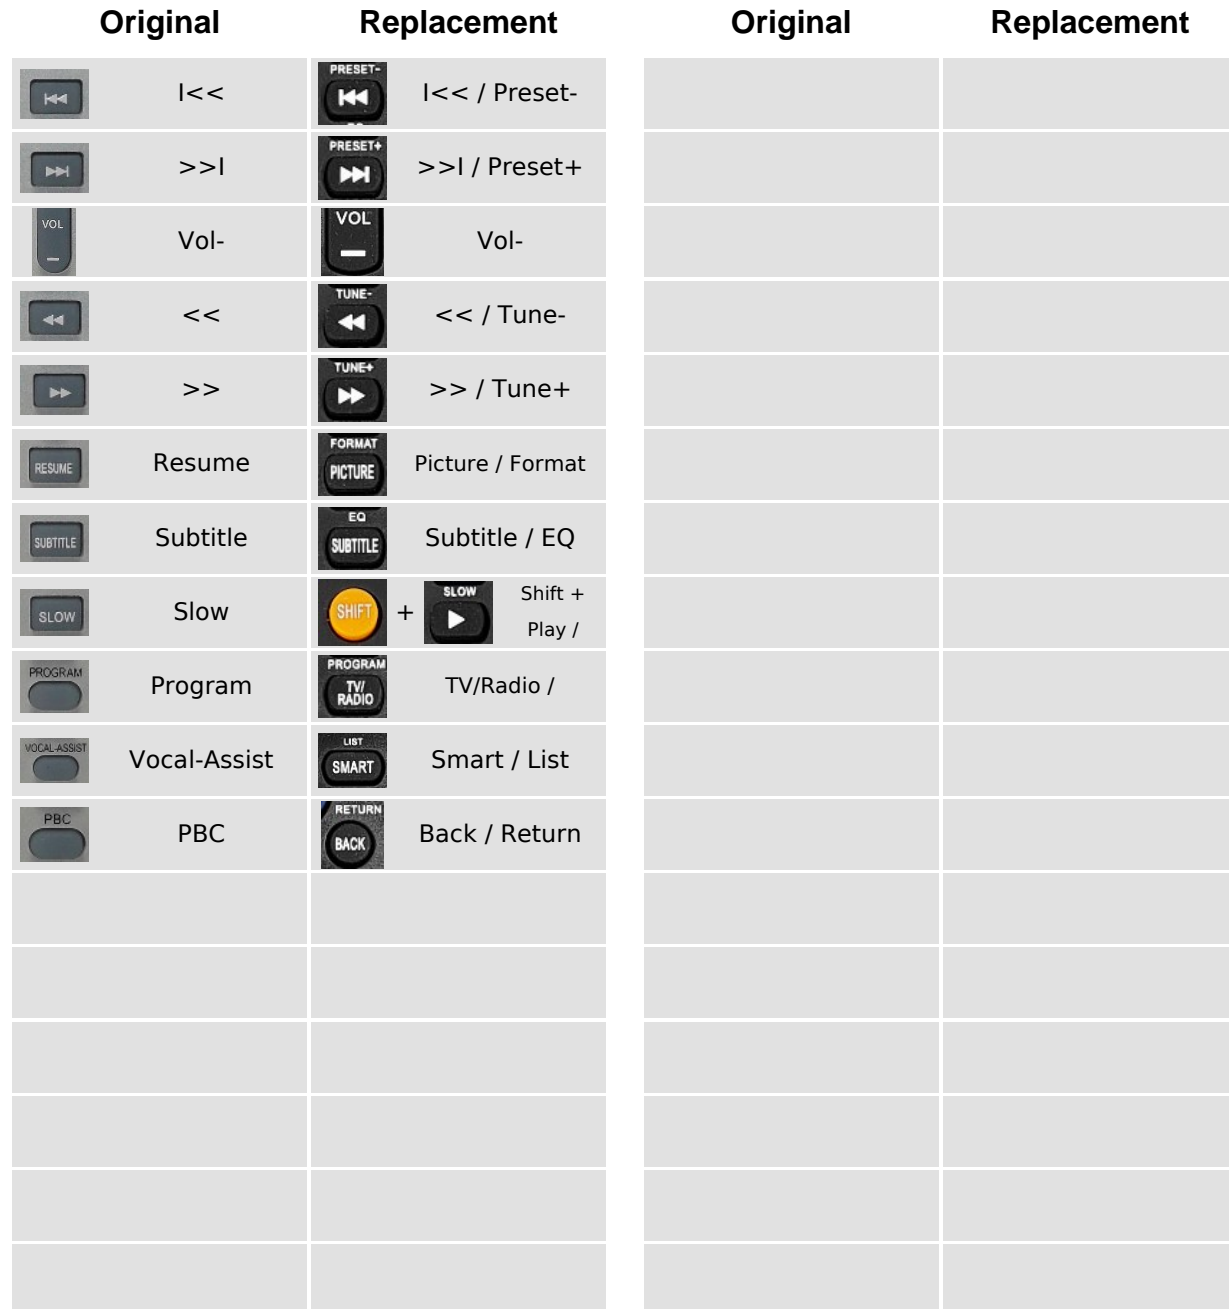 Original Replacement Original Replacement
I<< PRESET- I<< / Preset-
>>I PRESET+ >>I / Preset+
VOL Vol- VOL Vol-
<< TUNE- << / Tune-
>> TUNE+ >> / Tune+
RESUME Resume FORMAT PICTURE Picture / Format
SUBTITLE Subtitle EQ SUBTITLE Subtitle / EQ
SLOW Slow SHIFT + SLOW Shift +
Play /
PROGRAM Program PROGRAM TV/ RADIO TV/Radio /
VOCAL-ASSIST Vocal-Assist LIST SMART Smart / List
PBC PBC RETURN BACK Back / Return